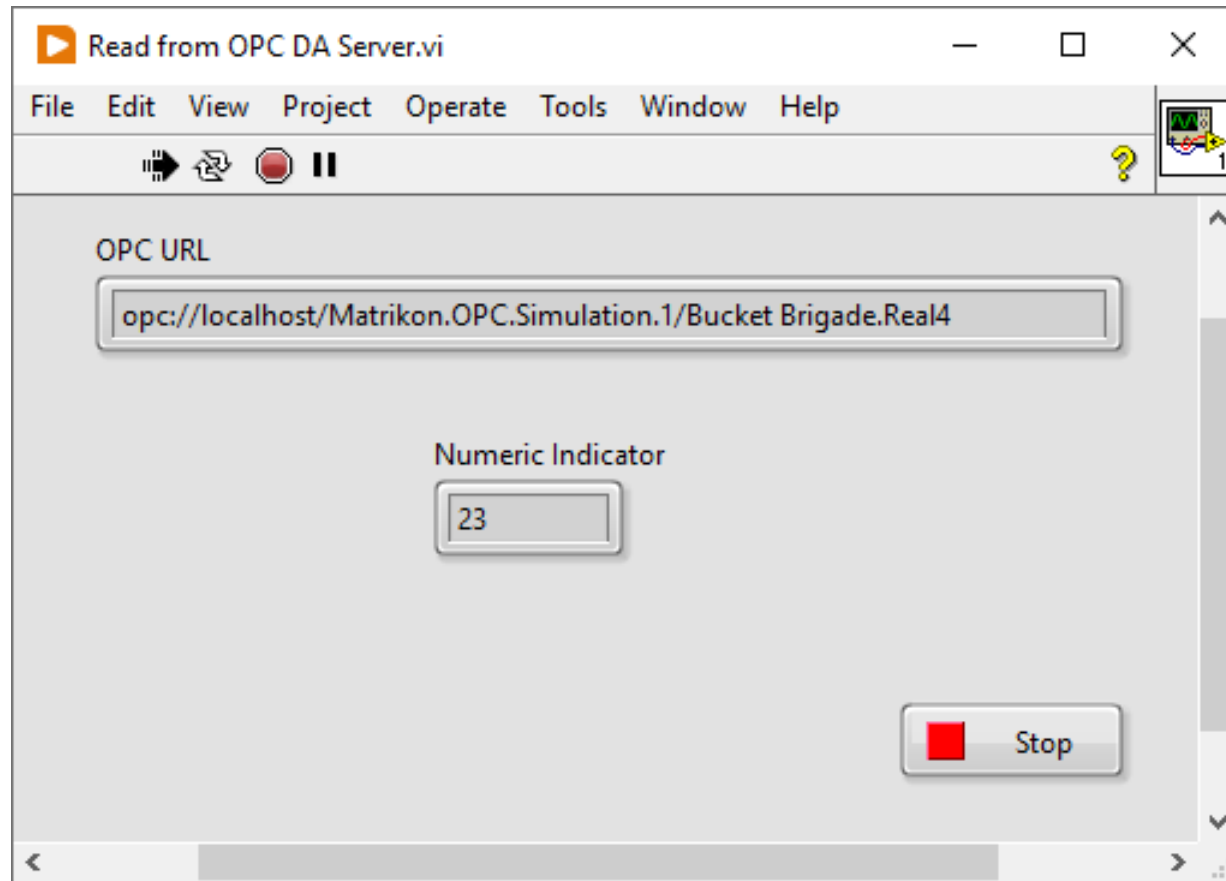 Read from OPC DA Server.vi
File Edit View Project Operate Tools Window Help
?
1
OPC URL
opc://localhost/Matrikon.OPC.Simulation.1/Bucket Brigade.Real4
Numeric Indicator
23
Stop